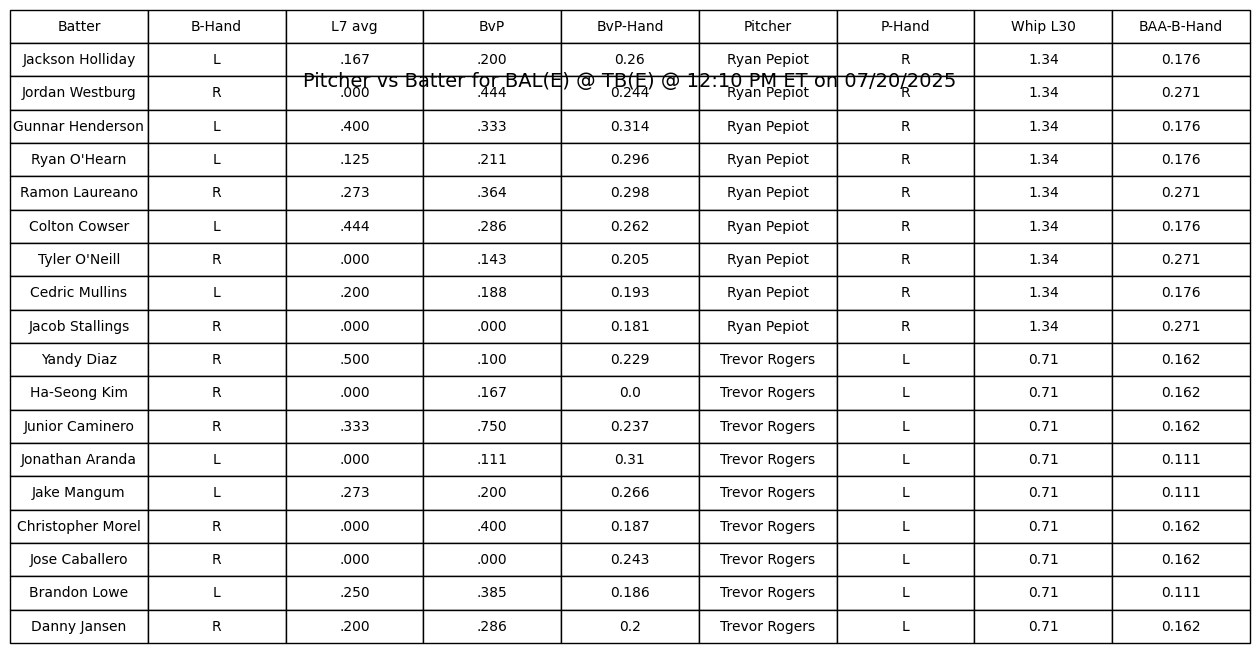 Batter B-Hand L7 avg BvP BvP-Hand Pitcher P-Hand Whip L30 BAA-B-Hand
Jackson Holliday L .167 .200 0.26 Ryan Pepiot R 1.34 0.176
Pitcher vs Batter for BAL(E) @ TB(E) @ 12:10 PM ET on 07/20/2025
Jordan Westburg R .000 .444 0.244 Ryan Pepiot R 1.34 0.271
Gunnar Henderson L .400 .333 0.314 Ryan Pepiot R 1.34 0.176
Ryan O'Hearn L .125 .211 0.296 Ryan Pepiot R 1.34 0.176
Ramon Laureano R .273 .364 0.298 Ryan Pepiot R 1.34 0.271
Colton Cowser L .444 .286 0.262 Ryan Pepiot R 1.34 0.176
Tyler O'Neill R .000 .143 0.205 Ryan Pepiot R 1.34 0.271
Cedric Mullins L .200 .188 0.193 Ryan Pepiot R 1.34 0.176
Jacob Stallings R .000 .000 0.181 Ryan Pepiot R 1.34 0.271
Yandy Diaz R .500 .100 0.229 Trevor Rogers L 0.71 0.162
Ha-Seong Kim R .000 .167 0.0 Trevor Rogers L 0.71 0.162
Junior Caminero R .333 .750 0.237 Trevor Rogers L 0.71 0.162
Jonathan Aranda L .000 .111 0.31 Trevor Rogers L 0.71 0.111
Jake Mangum L .273 .200 0.266 Trevor Rogers L 0.71 0.111
Christopher Morel R .000 .400 0.187 Trevor Rogers L 0.71 0.162
Jose Caballero R .000 .000 0.243 Trevor Rogers L 0.71 0.162
Brandon Lowe L .250 .385 0.186 Trevor Rogers L 0.71 0.111
Danny Jansen R .200 .286 0.2 Trevor Rogers L 0.71 0.162